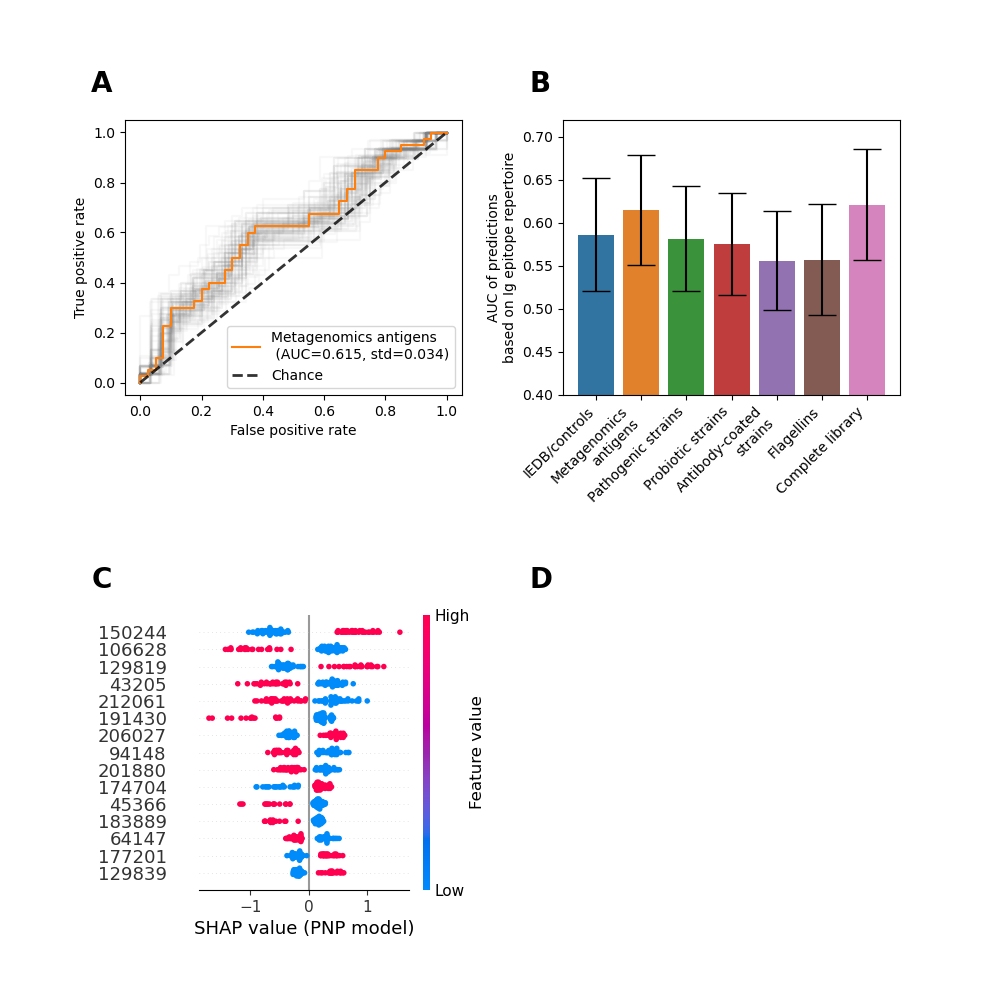 A
True positive rate
1.0
0.8
0.6
0.4
0.2
0.0
Metagenomics antigens
(AUC=0.615, std=0.034)
Chance
0.0 0.2 0.4 0.6 0.8 1.0
False positive rate
B
AUC of predictions
based on Ig epitope repertoire
0.70
0.65
0.60
0.55
0.50
0.45
0.40
IEDB/controls
Metagenomics
antigens
Pathogenic strains
Probiotic strains
Antibody-coated
strains
Flagellins
Complete library
C
150244
106628
129819
43205
212061
191430
206027
94148
201880
174704
45366
183889
64147
177201
129839
−1 0 1
SHAP value (PNP model)
High
Low
Feature value
D